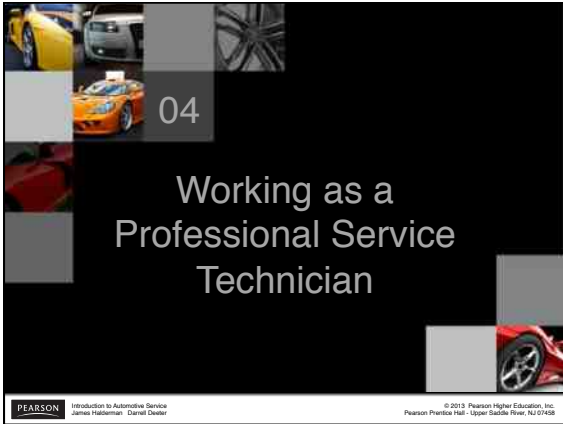 04
Working as a
Professional Service
Technician
PEARSON
Introduction to Automotive Service
James Halderman Darrell Deeter
© 2013 Pearson Higher Education, Inc.
Pearson Prentice Hall - Upper Saddle River, NJ 07458